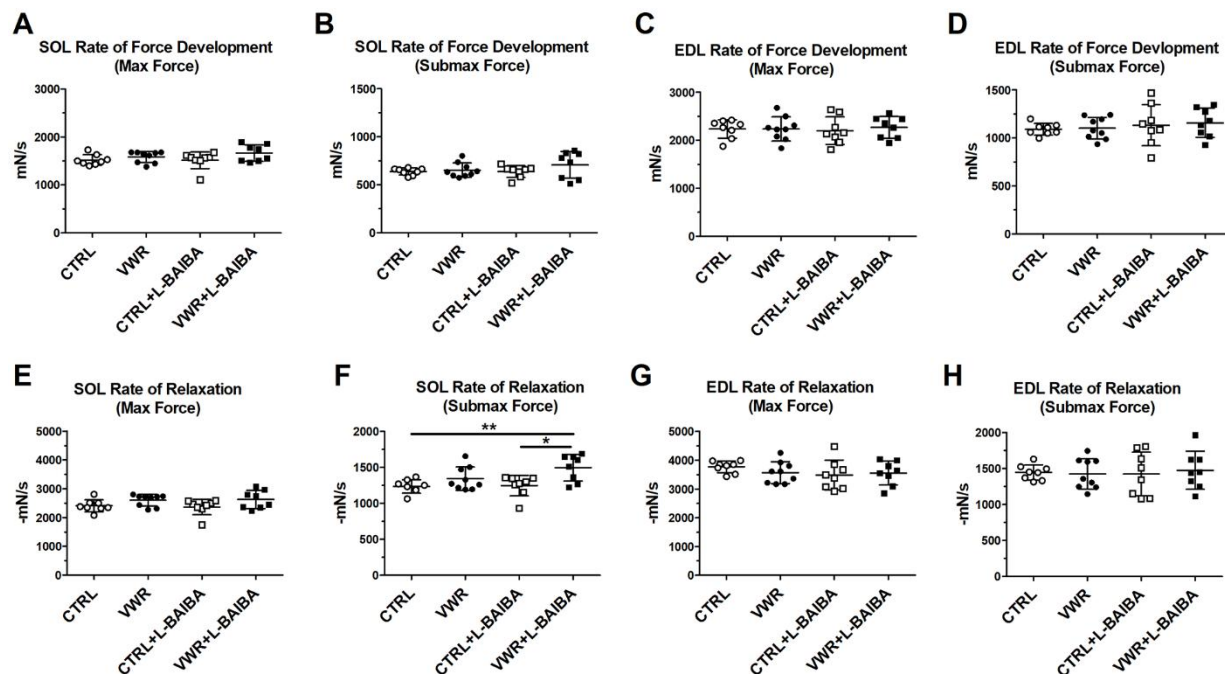 A
SOL Rate of Force Development
(Max Force)
3000
2000
1000
0
mN/s
CTRL
VWR
CTRL+L-BAIBA
VWR+L-BAIBA
B
SOL Rate of Force Development
(Submax Force)
1500
1000
500
0
mN/s
CTRL
VWR
CTRL+L-BAIBA
VWR+L-BAIBA
C
EDL Rate of Force Development
(Max Force)
3000
2000
1000
0
mN/s
CTRL
VWR
CTRL+L-BAIBA
VWR+L-BAIBA
D
EDL Rate of Force Devlopment
(Submax Force)
1500
1000
500
0
mN/s
CTRL
VWR
CTRL+L-BAIBA
VWR+L-BAIBA
E
SOL Rate of Relaxation
(Max Force)
5000
4000
3000
2000
1000
0
-mN/s
CTRL
VWR
CTRL+L-BAIBA
VWR+L-BAIBA
F
SOL Rate of Relaxation
(Submax Force)
2000
1500
1000
500
0
-mN/s
**
*
CTRL
VWR
CTRL+L-BAIBA
VWR+L-BAIBA
G
EDL Rate of Relaxation
(Max Force)
5000
4000
3000
2000
1000
0
-mN/s
CTRL
VWR
CTRL+L-BAIBA
VWR+L-BAIBA
H
EDL Rate of Relaxation
(Submax Force)
2000
1500
1000
500
0
-mN/s
CTRL
VWR
CTRL+L-BAIBA
VWR+L-BAIBA